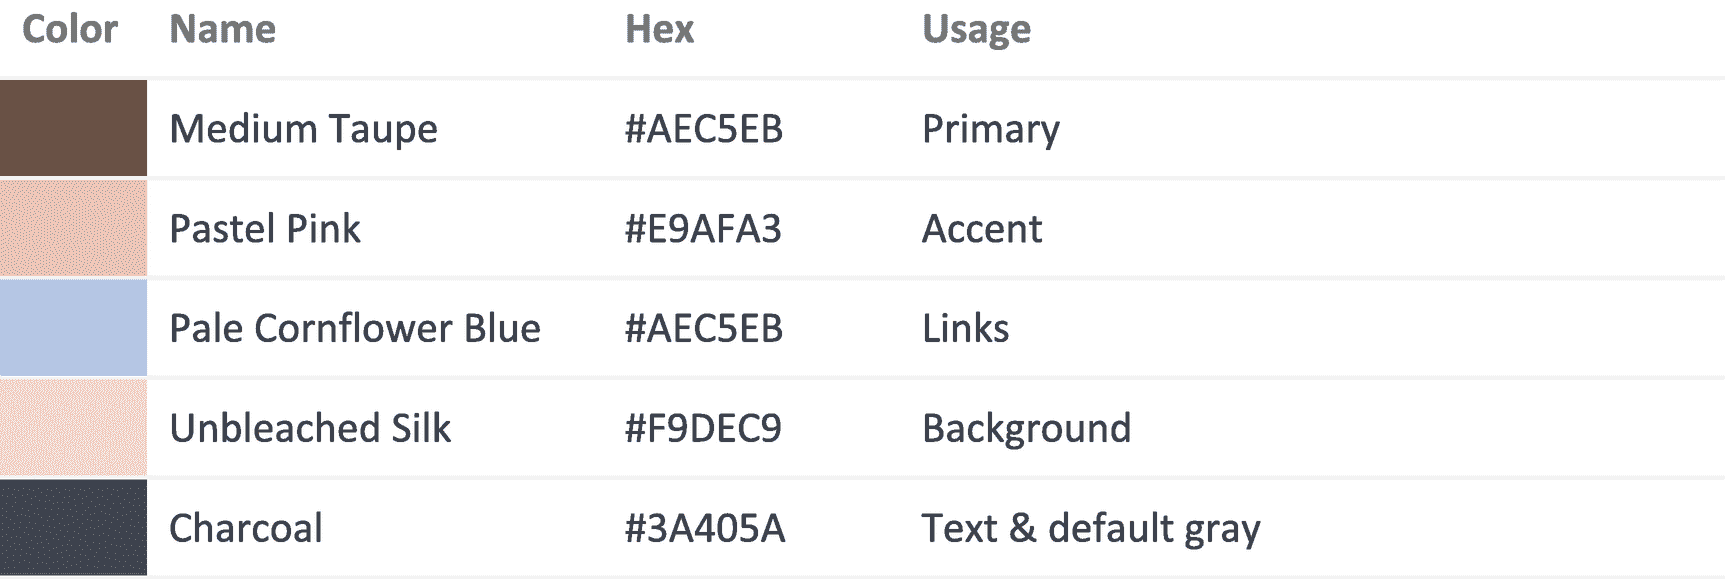 Color Name Hex Usage
Medium Taupe #AEC5EB Primary
Pastel Pink #E9AFA3 Accent
Pale Cornflower Blue #AEC5EB Links
Unbleached Silk #F9DEC9 Background
Charcoal #3A405A Text & default gray